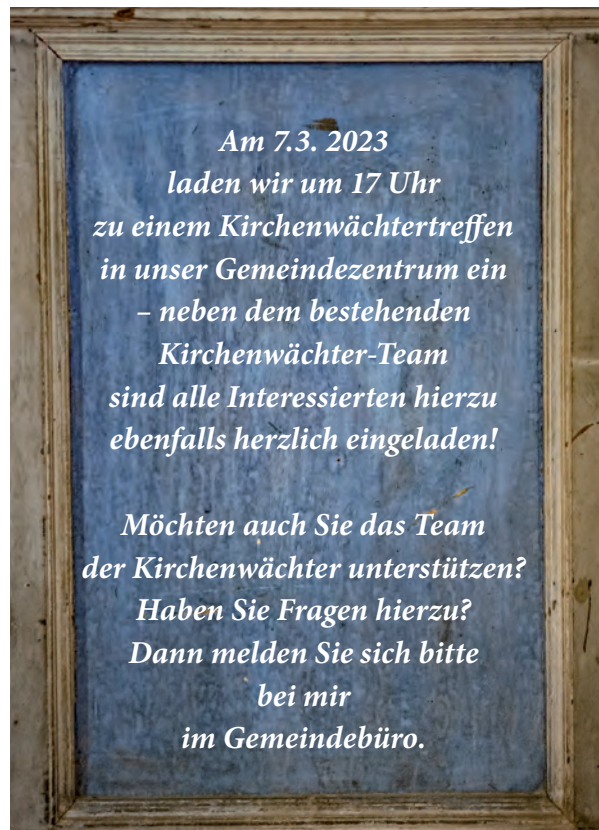 Am 7.3. 2023
laden wir um 17 Uhr
zu einem Kirchenwächtertreffen
in unser Gemeindezentrum ein
– neben dem bestehenden
Kirchenwächter-Team
sind alle Interessierten hierzu
ebenfalls herzlich eingeladen!
Möchten auch Sie das Team
der Kirchenwächter unterstützen?
Haben Sie Fragen hierzu?
Dann melden Sie sich bitte
bei mir
im Gemeindebüro.